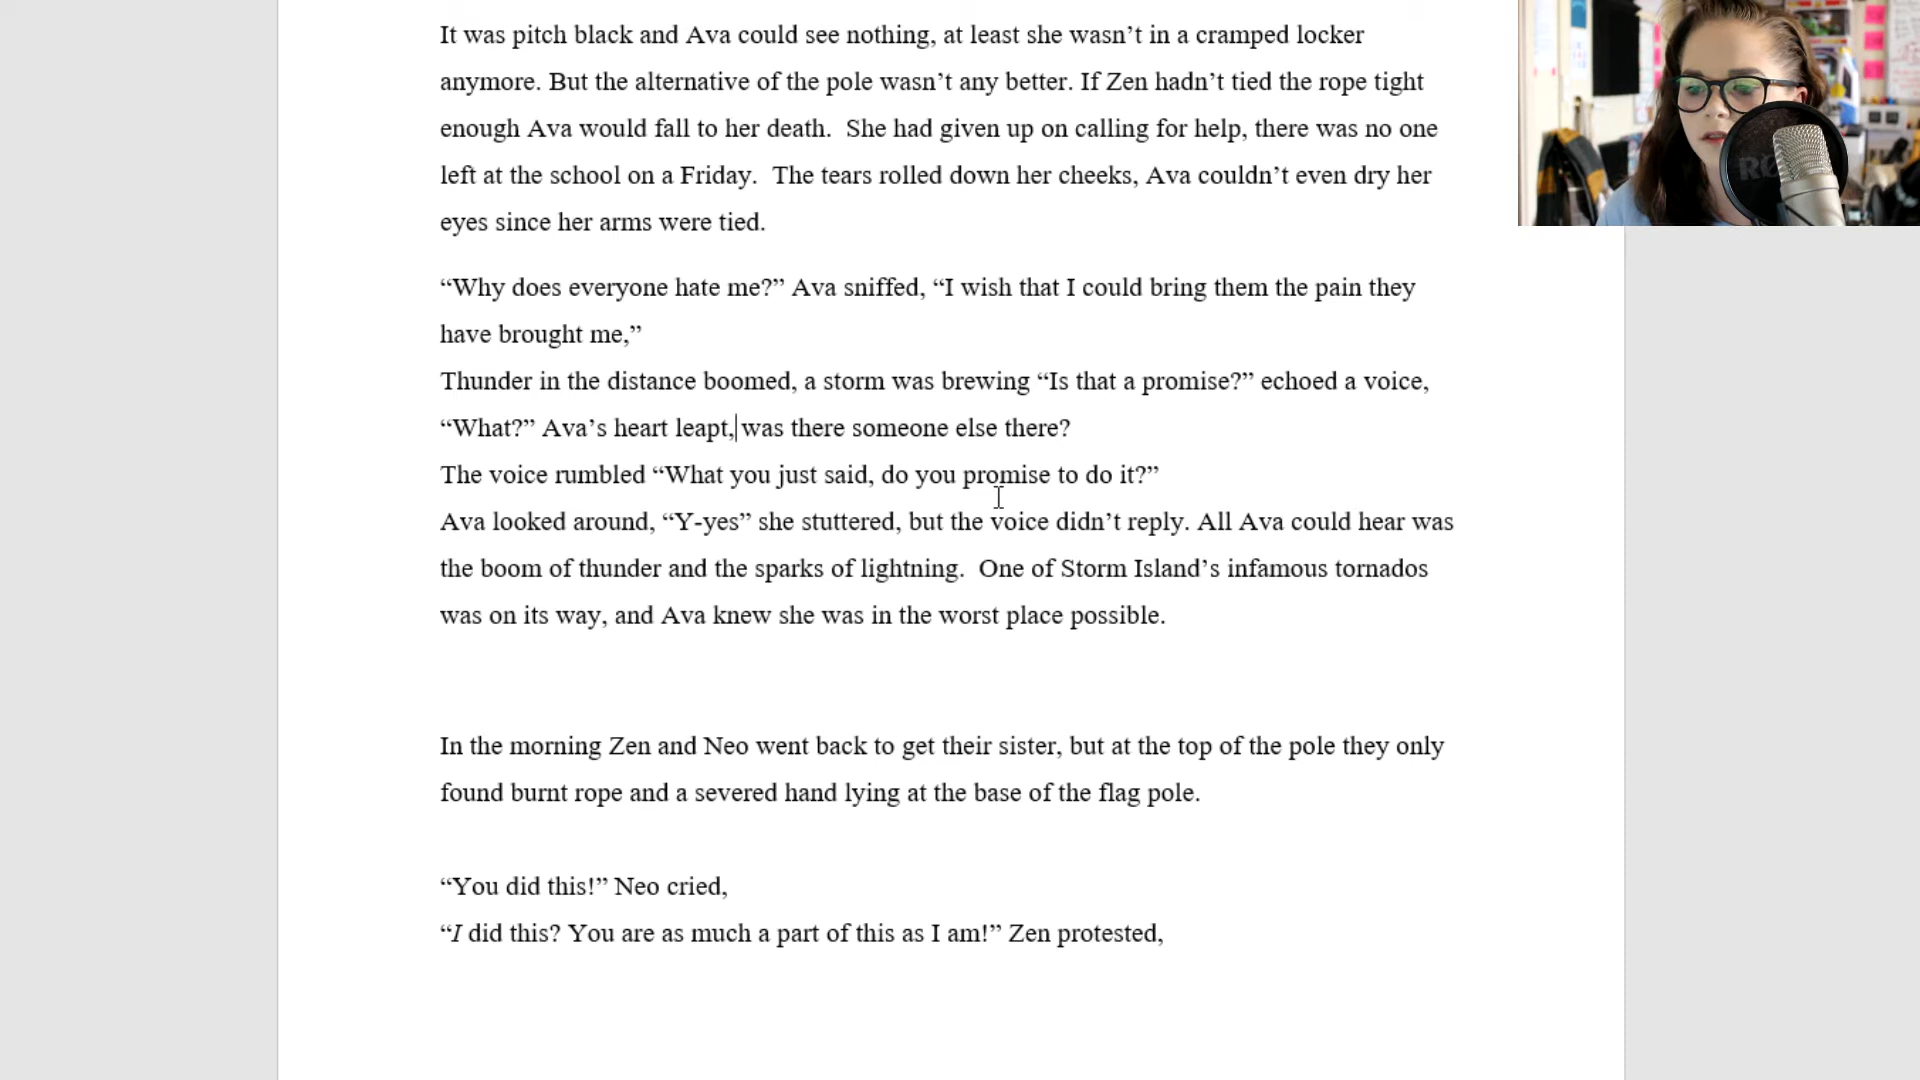 It was pitch black and Ava could see nothing, at least she wasn’t in a cramped locker
anymore. But the alternative of the pole wasn’t any better. If Zen hadn’t tied the rope tight
enough Ava would fall to her death.  She had given up on calling for help, there was no one
left at the school on a Friday.  The tears rolled down her cheeks, Ava couldn’t even dry her
eyes since her arms were tied.
“Why does everyone hate me?” Ava sniffed, “I wish that I could bring them the pain they
have brought me,”
Thunder in the distance boomed, a storm was brewing “Is that a promise?” echoed a voice,
“What?” Ava’s heart leapt, was there someone else there?
The voice rumbled “What you just said, do you promise to do it?”
Ava looked around, “Y-yes” she stuttered, but the voice didn’t reply. All Ava could hear was
the boom of thunder and the sparks of lightning.  One of Storm Island’s infamous tornados
was on its way, and Ava knew she was in the worst place possible.
In the morning Zen and Neo went back to get their sister, but at the top of the pole they only
found burnt rope and a severed hand lying at the base of the flag pole.
“You did this!” Neo cried,
“I did this? You are as much a part of this as I am!” Zen protested,